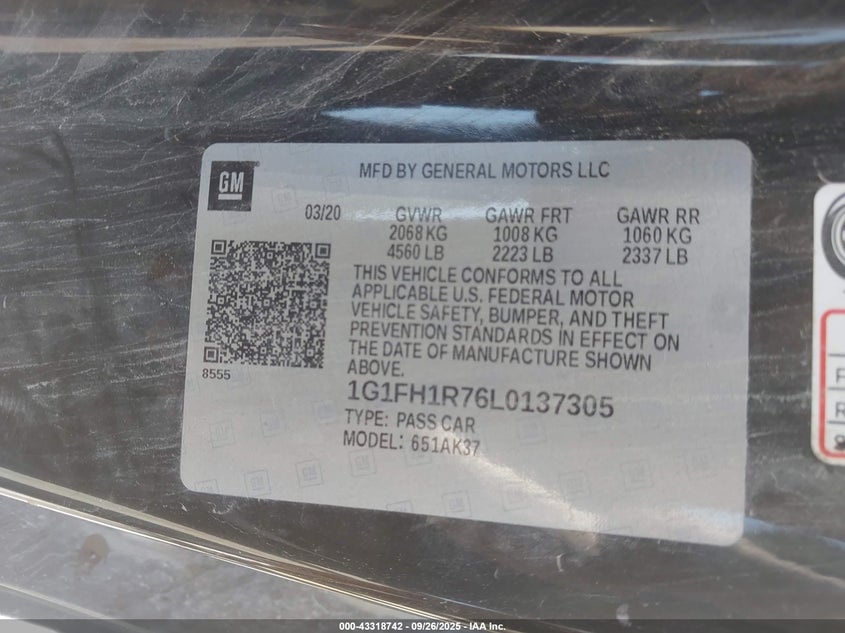 GM
MFD BY GENERAL MOTORS LLC
03/20 GVWR GAWR FRT GAWR RR
2068 KG 1008 KG 1060 KG
4560 LB 2223 LB 2337 LB
THIS VEHICLE CONFORMS TO ALL
APPLICABLE U.S. FEDERAL MOTOR
VEHICLE SAFETY, BUMPER, AND THEFT
PREVENTION STANDARDS IN EFFECT ON
THE DATE OF MANUFACTURE SHOWN
ABOVE.
8555
1G1FH1R76L0137305
TYPE: PASS CAR
MODEL: 651AK37
F
R
000-43318742 - 09/26/2025 - IAA Inc.